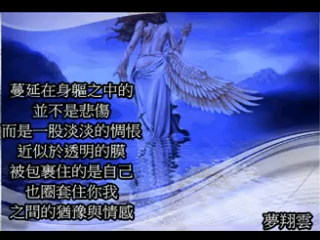 蔓延在身軀之中的
並不是悲傷
而是一股淡淡的惆悵
近似於透明的膜
被包裹住的是自己
也圈套住你我
之間的猶豫與情感
夢翔雲